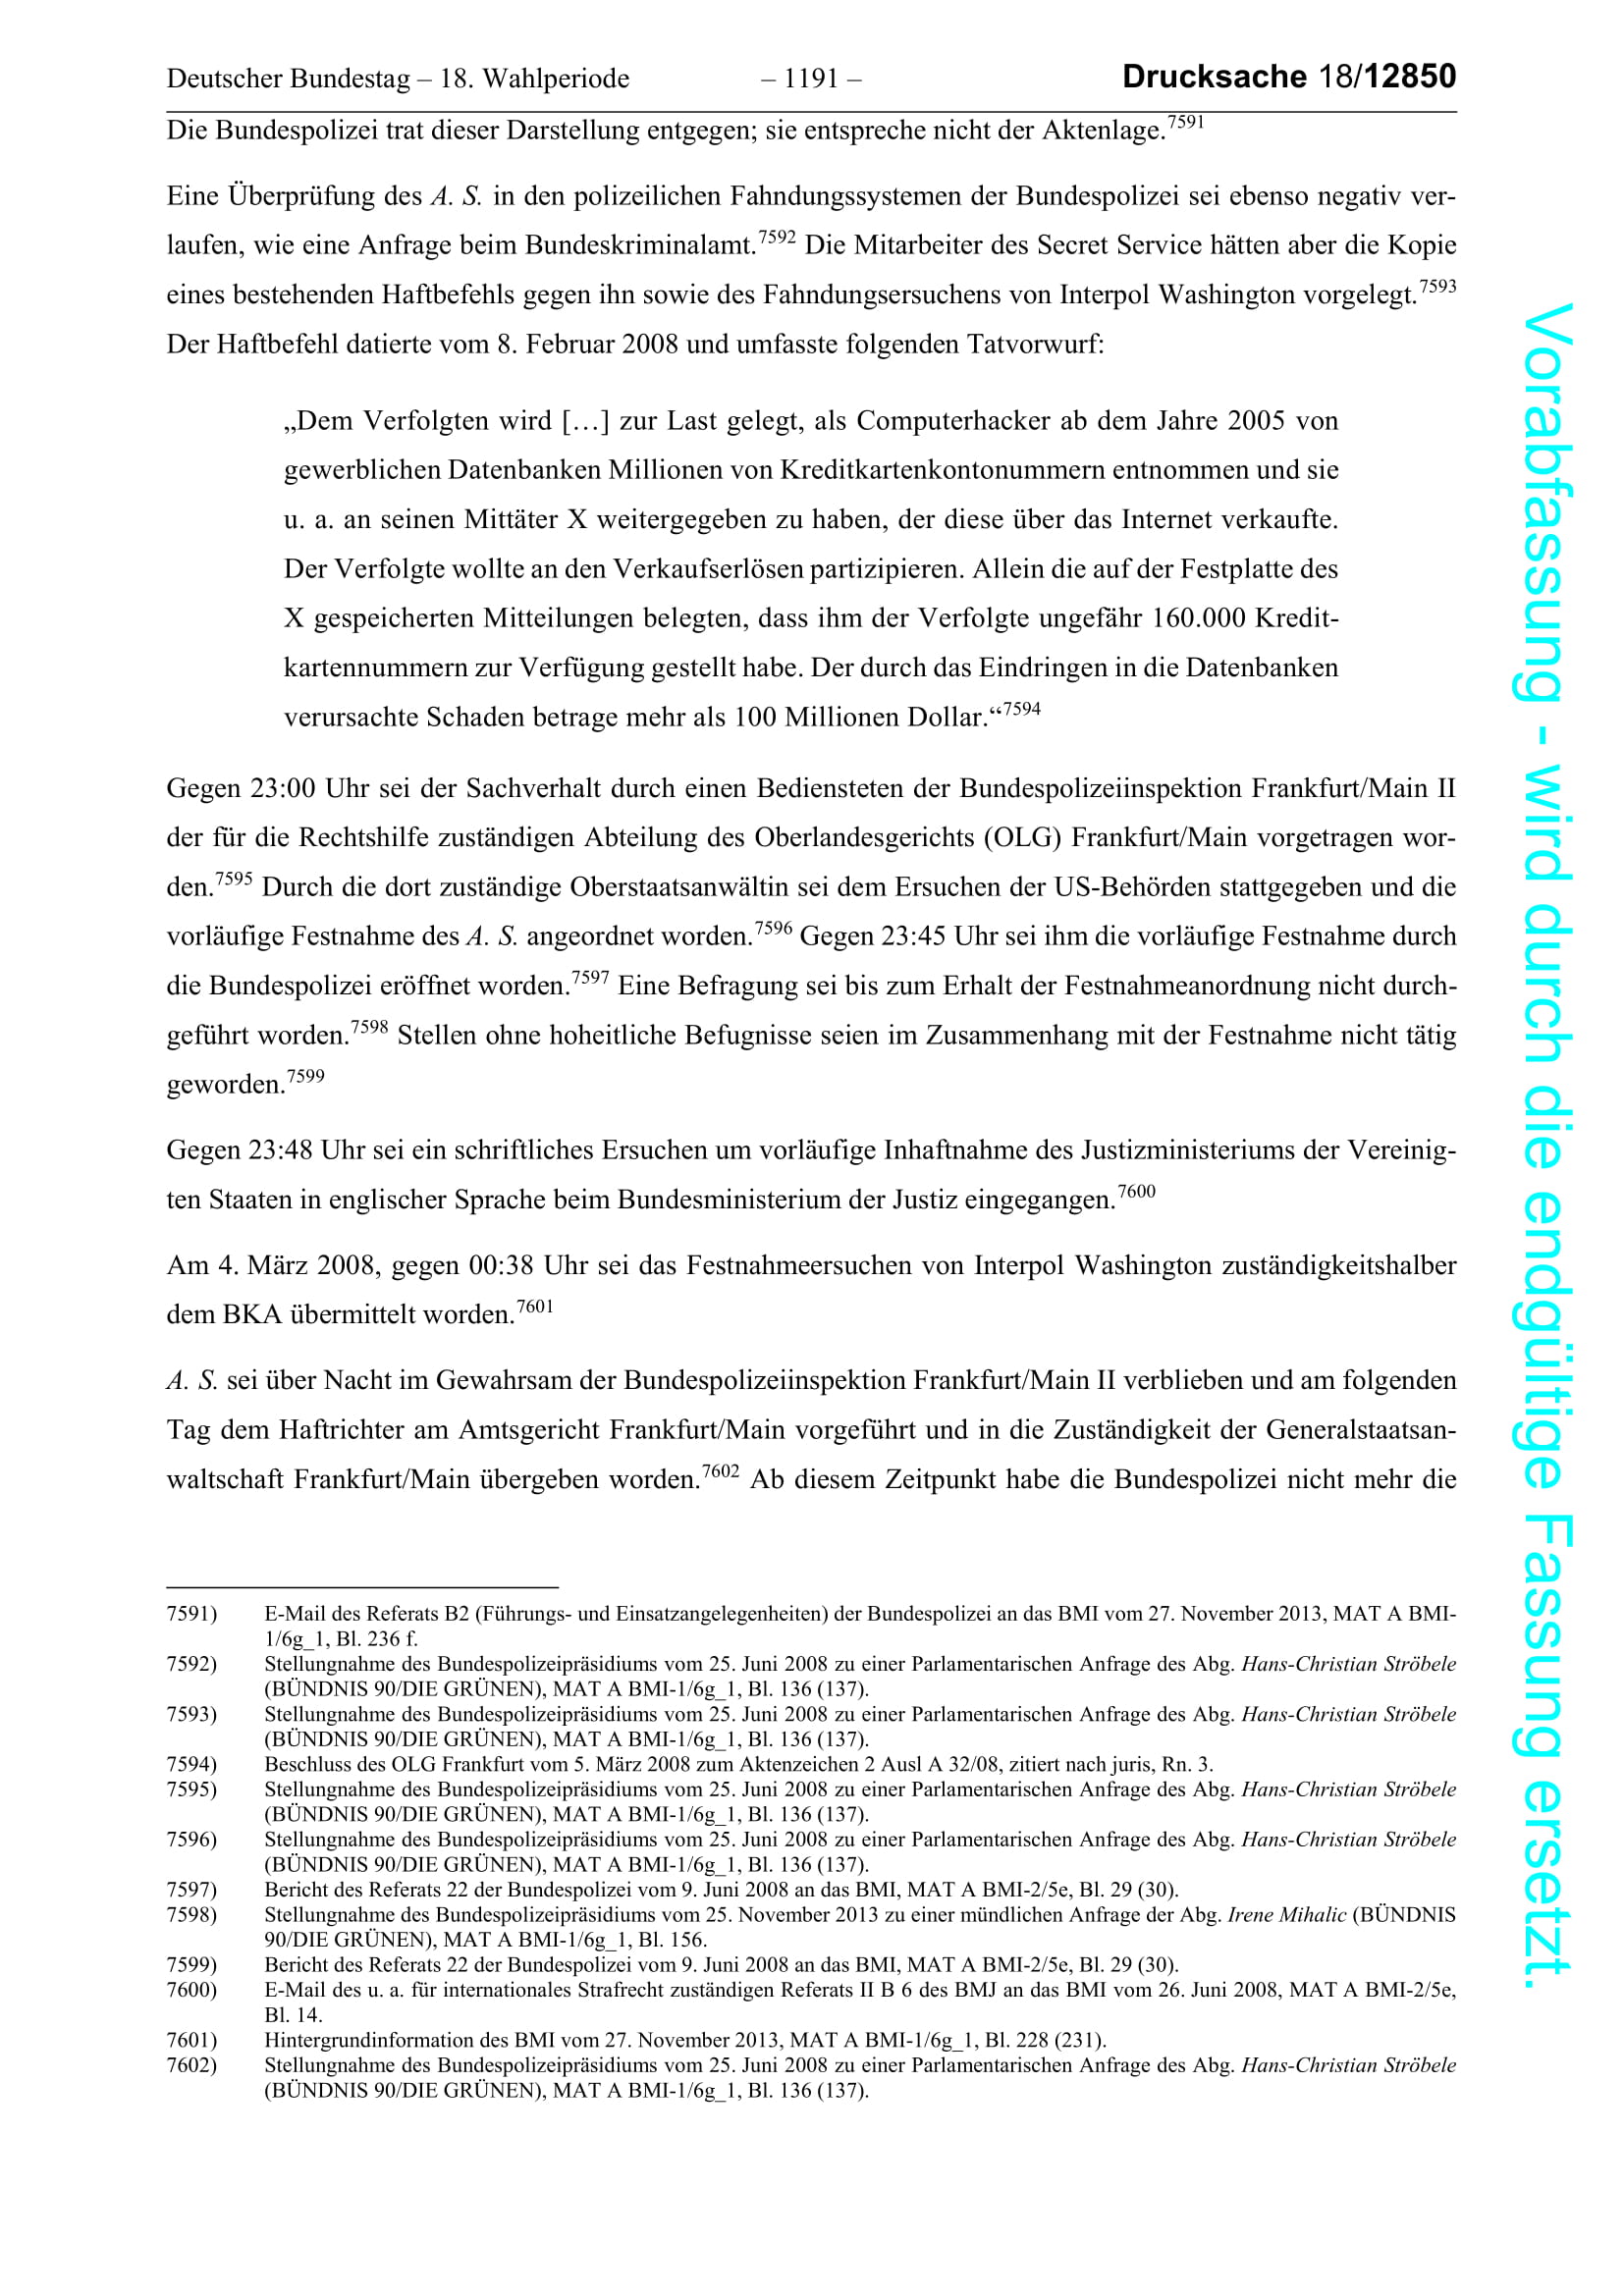 Deutscher Bundestag – 18. Wahlperiode – 1191 – Drucksache 18/12850
Die Bundespolizei trat dieser Darstellung entgegen; sie entspreche nicht der Aktenlage.7591
Eine Überprüfung des A. S. in den polizeilichen Fahndungssystemen der Bundespolizei sei ebenso negativ ver-
laufen, wie eine Anfrage beim Bundeskriminalamt.7592 Die Mitarbeiter des Secret Service hätten aber die Kopie
eines bestehenden Haftbefehls gegen ihn sowie des Fahndungsersuchens von Interpol Washington vorgelegt.7593
Der Haftbefehl datierte vom 8. Februar 2008 und umfasste folgenden Tatvorwurf:
„Dem Verfolgten wird […] zur Last gelegt, als Computerhacker ab dem Jahre 2005 von
gewerblichen Datenbanken Millionen von Kreditkartenkontonummern entnommen und sie
u. a. an seinen Mittäter X weitergegeben zu haben, der diese über das Internet verkaufte.
Der Verfolgte wollte an den Verkaufserlösen partizipieren. Allein die auf der Festplatte des
X gespeicherten Mitteilungen belegten, dass ihm der Verfolgte ungefähr 160.000 Kredit-
kartennummern zur Verfügung gestellt habe. Der durch das Eindringen in die Datenbanken
verursachte Schaden betrage mehr als 100 Millionen Dollar.“7594
Gegen 23:00 Uhr sei der Sachverhalt durch einen Bediensteten der Bundespolizeiinspektion Frankfurt/Main II
der für die Rechtshilfe zuständigen Abteilung des Oberlandesgerichts (OLG) Frankfurt/Main vorgetragen wor-
den.7595 Durch die dort zuständige Oberstaatsanwältin sei dem Ersuchen der US-Behörden stattgegeben und die
vorläufige Festnahme des A. S. angeordnet worden.7596 Gegen 23:45 Uhr sei ihm die vorläufige Festnahme durch
die Bundespolizei eröffnet worden.7597 Eine Befragung sei bis zum Erhalt der Festnahmeanordnung nicht durch-
geführt worden.7598 Stellen ohne hoheitliche Befugnisse seien im Zusammenhang mit der Festnahme nicht tätig
geworden.7599
Gegen 23:48 Uhr sei ein schriftliches Ersuchen um vorläufige Inhaftnahme des Justizministeriums der Vereinig-
ten Staaten in englischer Sprache beim Bundesministerium der Justiz eingegangen.7600
Am 4. März 2008, gegen 00:38 Uhr sei das Festnahmeersuchen von Interpol Washington zuständigkeitshalber
dem BKA übermittelt worden.7601
A. S. sei über Nacht im Gewahrsam der Bundespolizeiinspektion Frankfurt/Main II verblieben und am folgenden
Tag dem Haftrichter am Amtsgericht Frankfurt/Main vorgeführt und in die Zuständigkeit der Generalstaatsan-
waltschaft Frankfurt/Main übergeben worden.7602 Ab diesem Zeitpunkt habe die Bundespolizei nicht mehr die
7591) E-Mail des Referats B2 (Führungs- und Einsatzangelegenheiten) der Bundespolizei an das BMI vom 27. November 2013, MAT A BMI-
1/6g_1, Bl. 236 f.
7592) Stellungnahme des Bundespolizeipräsidiums vom 25. Juni 2008 zu einer Parlamentarischen Anfrage des Abg. Hans-Christian Ströbele
(BÜNDNIS 90/DIE GRÜNEN), MAT A BMI-1/6g_1, Bl. 136 (137).
7593) Stellungnahme des Bundespolizeipräsidiums vom 25. Juni 2008 zu einer Parlamentarischen Anfrage des Abg. Hans-Christian Ströbele
(BÜNDNIS 90/DIE GRÜNEN), MAT A BMI-1/6g_1, Bl. 136 (137).
7594) Beschluss des OLG Frankfurt vom 5. März 2008 zum Aktenzeichen 2 Ausl A 32/08, zitiert nach juris, Rn. 3.
7595) Stellungnahme des Bundespolizeipräsidiums vom 25. Juni 2008 zu einer Parlamentarischen Anfrage des Abg. Hans-Christian Ströbele
(BÜNDNIS 90/DIE GRÜNEN), MAT A BMI-1/6g_1, Bl. 136 (137).
7596) Stellungnahme des Bundespolizeipräsidiums vom 25. Juni 2008 zu einer Parlamentarischen Anfrage des Abg. Hans-Christian Ströbele
(BÜNDNIS 90/DIE GRÜNEN), MAT A BMI-1/6g_1, Bl. 136 (137).
7597) Bericht des Referats 22 der Bundespolizei vom 9. Juni 2008 an das BMI, MAT A BMI-2/5e, Bl. 29 (30).
7598) Stellungnahme des Bundespolizeipräsidiums vom 25. November 2013 zu einer mündlichen Anfrage der Abg. Irene Mihalic (BÜNDNIS
90/DIE GRÜNEN), MAT A BMI-1/6g_1, Bl. 156.
7599) Bericht des Referats 22 der Bundespolizei vom 9. Juni 2008 an das BMI, MAT A BMI-2/5e, Bl. 29 (30).
7600) E-Mail des u. a. für internationales Strafrecht zuständigen Referats II B 6 des BMJ an das BMI vom 26. Juni 2008, MAT A BMI-2/5e,
Bl. 14.
7601) Hintergrundinformation des BMI vom 27. November 2013, MAT A BMI-1/6g_1, Bl. 228 (231).
7602) Stellungnahme des Bundespolizeipräsidiums vom 25. Juni 2008 zu einer Parlamentarischen Anfrage des Abg. Hans-Christian Ströbele
(BÜNDNIS 90/DIE GRÜNEN), MAT A BMI-1/6g_1, Bl. 136 (137).
Vorabfassung - wird durch die endgültige Fassung ersetzt.